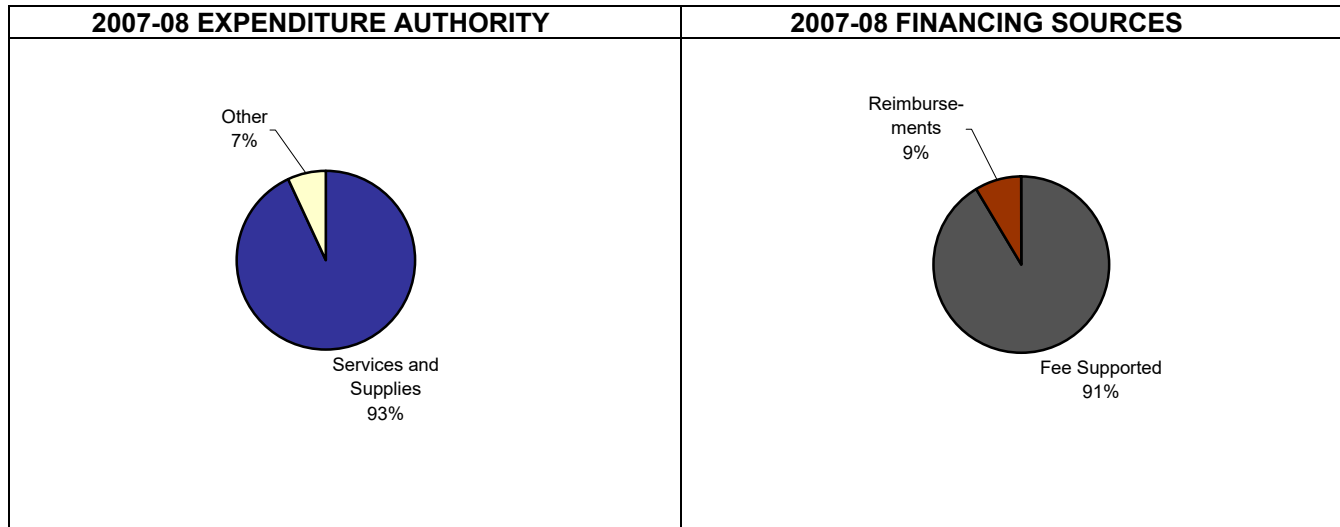 2007-08 EXPENDITURE AUTHORITY
Other
7%
Services and
Supplies
93%
2007-08 FINANCING SOURCES
Reimburse-
ments
9%
Fee Supported
91%